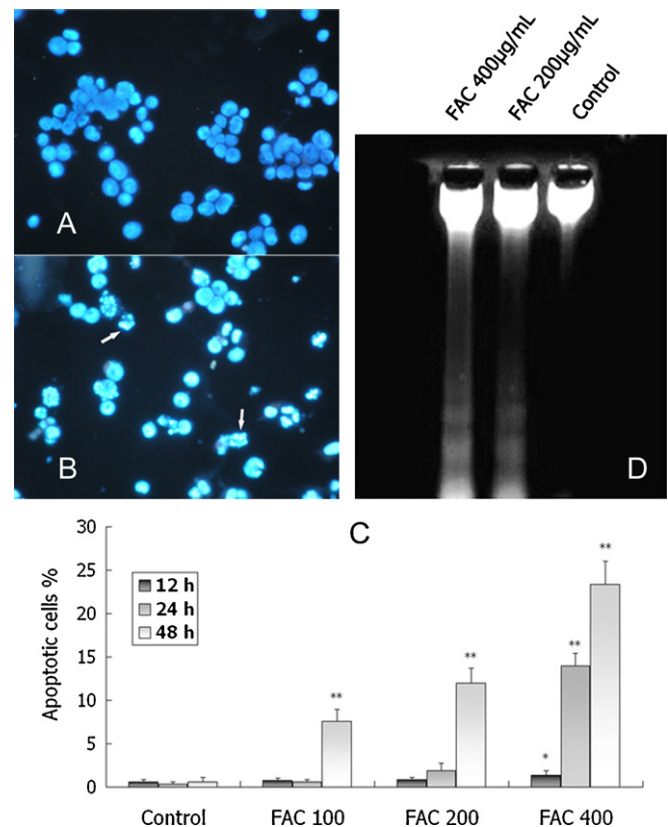 A
B
FAC 400µg/mL
FAC 200µg/mL
Control
D
C
30
25
20
15
10
5
0
Apoptotic cells %
12 h
24 h
48 h
**
**
*
**
**
Control
FAC 100
FAC 200
FAC 400